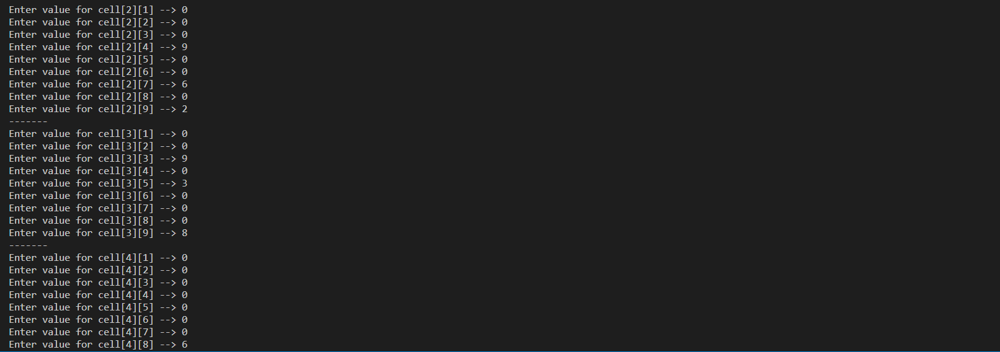 Enter value for cell[2][1] --> 0
Enter value for cell[2][2] --> 0
Enter value for cell[2][3] --> 0
Enter value for cell[2][4] --> 9
Enter value for cell[2][5] --> 0
Enter value for cell[2][6] --> 0
Enter value for cell[2][7] --> 6
Enter value for cell[2][8] --> 0
Enter value for cell[2][9] --> 2
-------
Enter value for cell[3][1] --> 0
Enter value for cell[3][2] --> 0
Enter value for cell[3][3] --> 9
Enter value for cell[3][4] --> 0
Enter value for cell[3][5] --> 3
Enter value for cell[3][6] --> 0
Enter value for cell[3][7] --> 0
Enter value for cell[3][8] --> 0
Enter value for cell[3][9] --> 8
-------
Enter value for cell[4][1] --> 0
Enter value for cell[4][2] --> 0
Enter value for cell[4][3] --> 0
Enter value for cell[4][4] --> 0
Enter value for cell[4][5] --> 0
Enter value for cell[4][6] --> 0
Enter value for cell[4][7] --> 0
Enter value for cell[4][8] --> 6